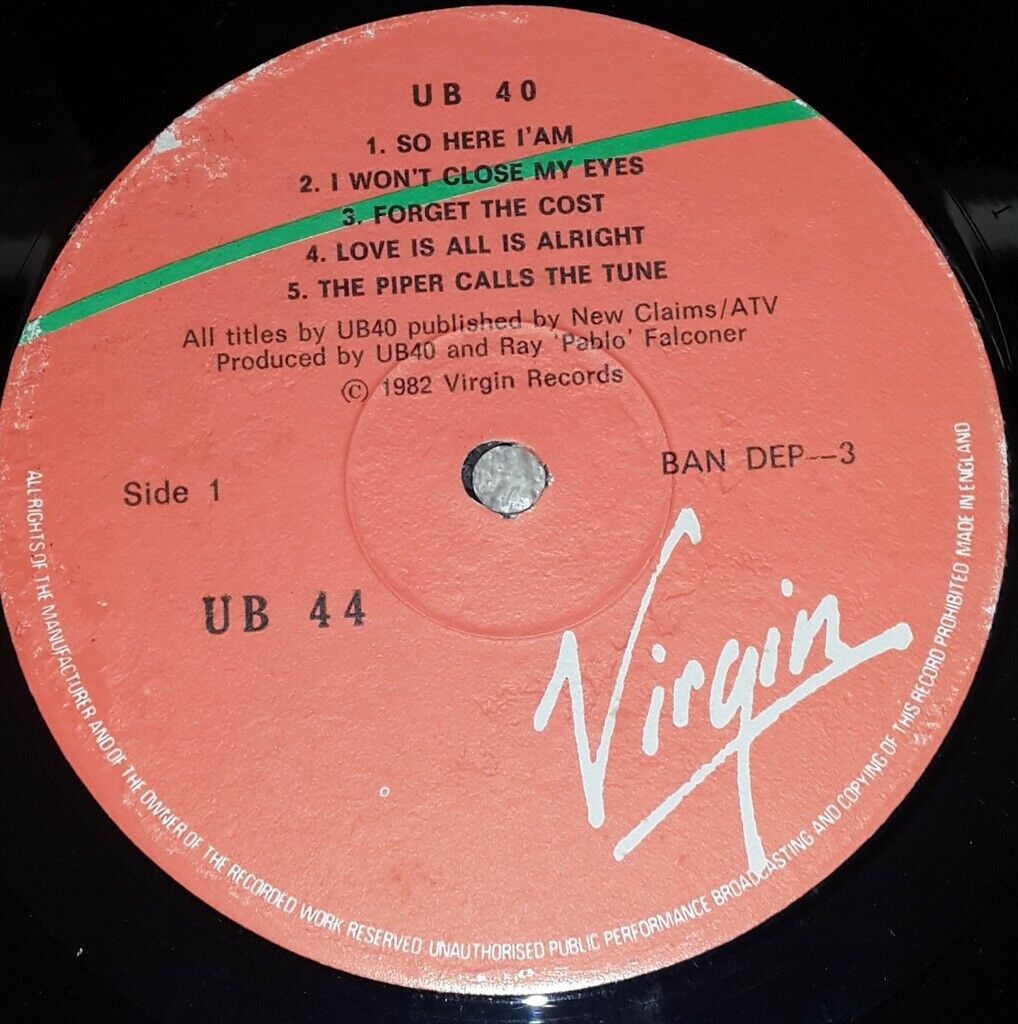 UB 40
1. SO HERE I'AM
2. I WON'T CLOSE MY EYES
3. FORGET THE COST
4. LOVE IS ALL IS ALRIGHT
5. THE PIPER CALLS THE TUNE
All titles by UB40 published by New Claims/ATV
Produced by UB40 and Ray 'Pablo' Falconer
© 1982 Virgin Records
Side 1
BAN DEP--3
UB 44
Virgin
ALL RIGHTS OF THE MANUFACTURER AND OF THE OWNER OF THE RECORDED WORK RESERVED UNAUTHORISED PUBLIC PERFORMANCE BROADCASTING AND COPYING OF THIS RECORD PROHIBITED MADE IN ENGLAND